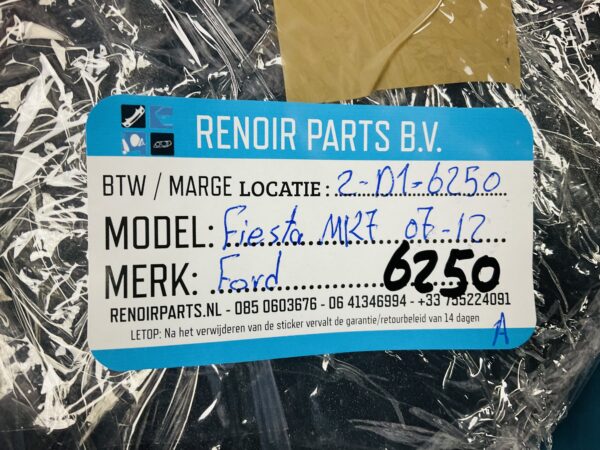 RENOIR PARTS B.V.
BTW / MARGE LOCATIE : 2-D1-6250
MODEL: Fiesta MK7 07-12
MERK: Ford 6250
RENOIRPARTS.NL - 085 0603676 - 06 41346994 - +33 755224091
LETOP: Na het verwijderen van de sticker vervalt de garantie/retourbeleid van 14 dagen
A